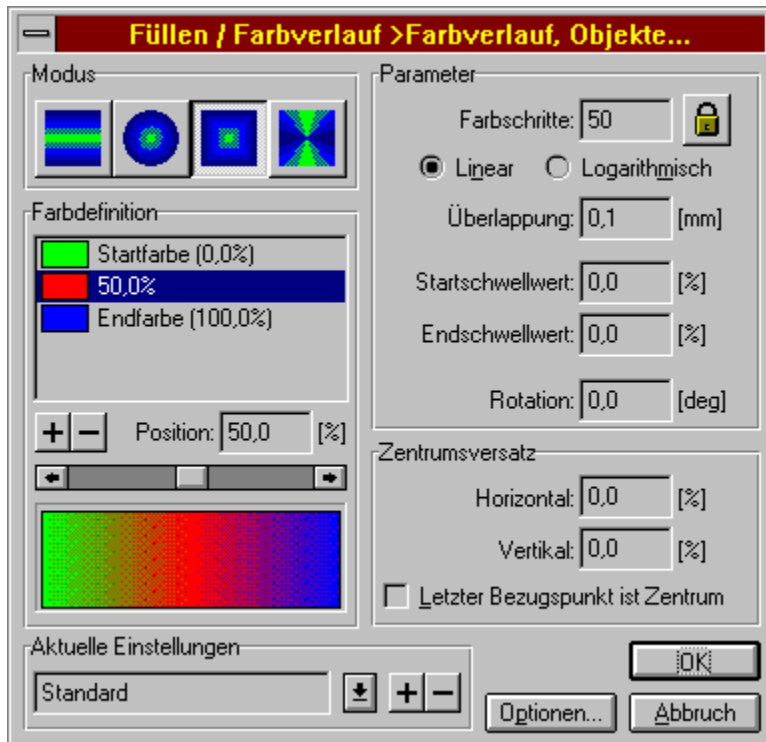 Füllen / Farbverlauf >Farbverlauf, Objekte...
Modus
Farbdefinition
Startfarbe (0,0%)
50,0%
Endfarbe (100,0%)
Position: 50,0 [%]
Parameter
Farbschritte: 50
Linear Logarithmisch
Überlappung: 0,1 [mm]
Startschwellwert: 0,0 [%]
Endschwellwert: 0,0 [%]
Rotation: 0,0 [deg]
Zentrumsversatz
Horizontal: 0,0 [%]
Vertikal: 0,0 [%]
Letzter Bezugspunkt ist Zentrum
Aktuelle Einstellungen
Standard
OK
Optionen... Abbruch